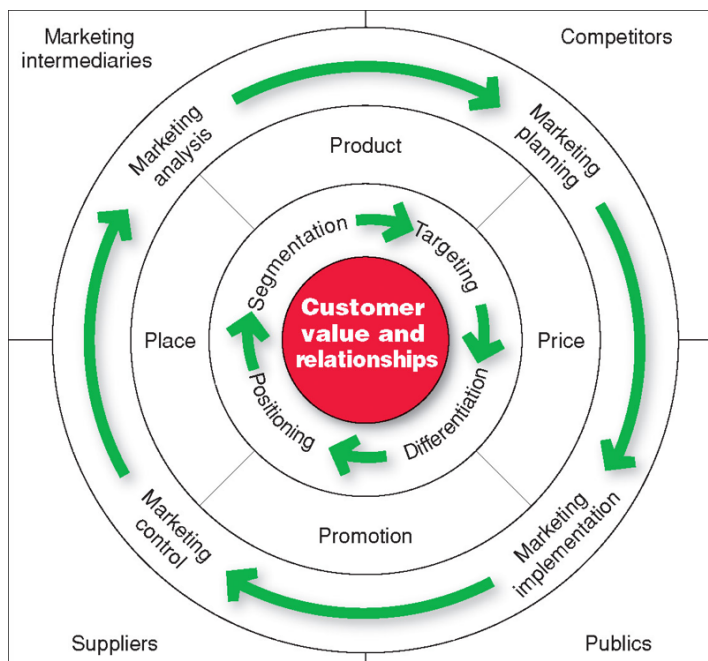 Marketing
intermediaries
Competitors
Marketing
analysis
Marketing
planning
Product
Segmentation
Targeting
Customer
value and
relationships
Place
Price
Positioning
Differentiation
Promotion
Marketing
control
Marketing
implementation
Suppliers
Publics